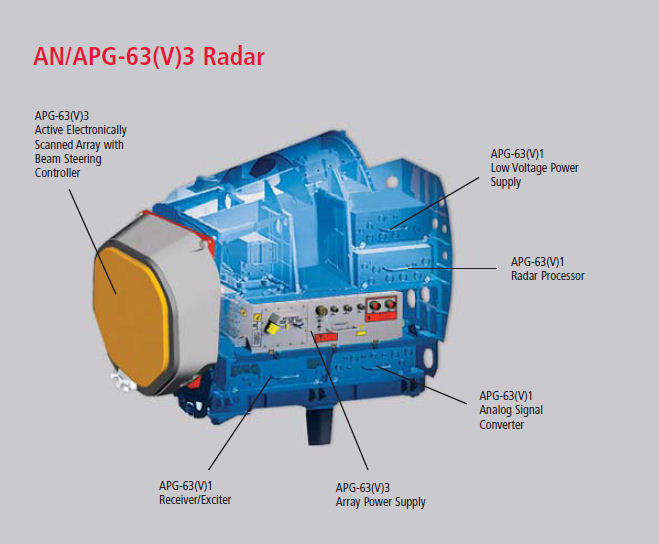 AN/APG-63(V)3 Radar
APG-63(V)3
Active Electronically
Scanned Array with
Beam Steering
Controller
APG-63(V)1
Low Voltage Power
Supply
APG-63(V)1
Radar Processor
APG-63(V)1
Analog Signal
Converter
APG-63(V)1
Receiver/Exciter
APG-63(V)3
Array Power Supply